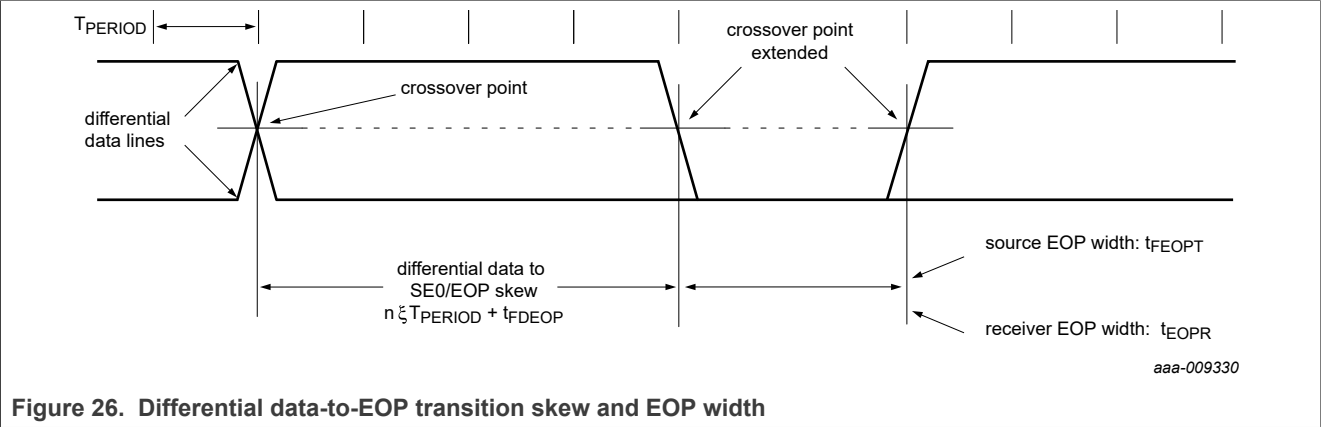 TPERIOD
crossover point
extended
crossover point
differential
data lines
differential data to
SE0/EOP skew
n ξTPERIOD + tFDEOP
source EOP width: tFEOPT
receiver EOP width: tEOPR
aaa-009330
Figure 26. Differential data-to-EOP transition skew and EOP width